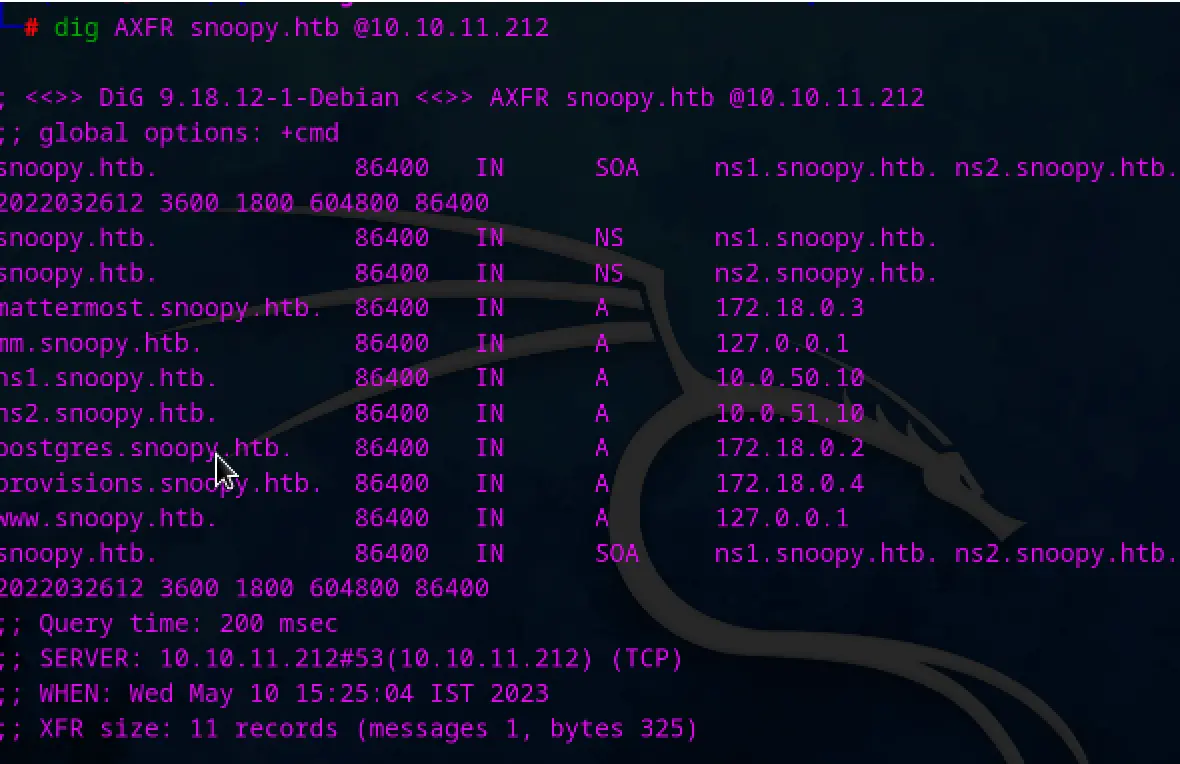 # dig AXFR snoopy.htb @10.10.11.212
; <<>> DiG 9.18.12-1-Debian <<>> AXFR snoopy.htb @10.10.11.212
;; global options: +cmd
snoopy.htb. 86400 IN SOA ns1.snoopy.htb. ns2.snoopy.htb.
2022032612 3600 1800 604800 86400
snoopy.htb. 86400 IN NS ns1.snoopy.htb.
snoopy.htb. 86400 IN NS ns2.snoopy.htb.
mattermost.snoopy.htb. 86400 IN A 172.18.0.3
mm.snoopy.htb. 86400 IN A 127.0.0.1
ns1.snoopy.htb. 86400 IN A 10.0.50.10
ns2.snoopy.htb. 86400 IN A 10.0.51.10
postgres.snoopy.htb. 86400 IN A 172.18.0.2
provisions.snoopy.htb. 86400 IN A 172.18.0.4
www.snoopy.htb. 86400 IN A 127.0.0.1
snoopy.htb. 86400 IN SOA ns1.snoopy.htb. ns2.snoopy.htb.
2022032612 3600 1800 604800 86400
;; Query time: 200 msec
;; SERVER: 10.10.11.212#53(10.10.11.212) (TCP)
;; WHEN: Wed May 10 15:25:04 IST 2023
;; XFR size: 11 records (messages 1, bytes 325)